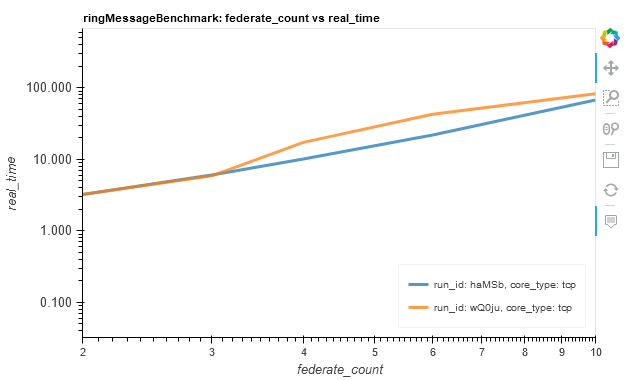 ringMessageBenchmark: federate_count vs real_time
100.000
10.000
1.000
0.100
real_time
run_id: haMSb, core_type: tcp
run_id: wQ0ju, core_type: tcp
2 3 4 5 6 7 8 9 10
federate_count